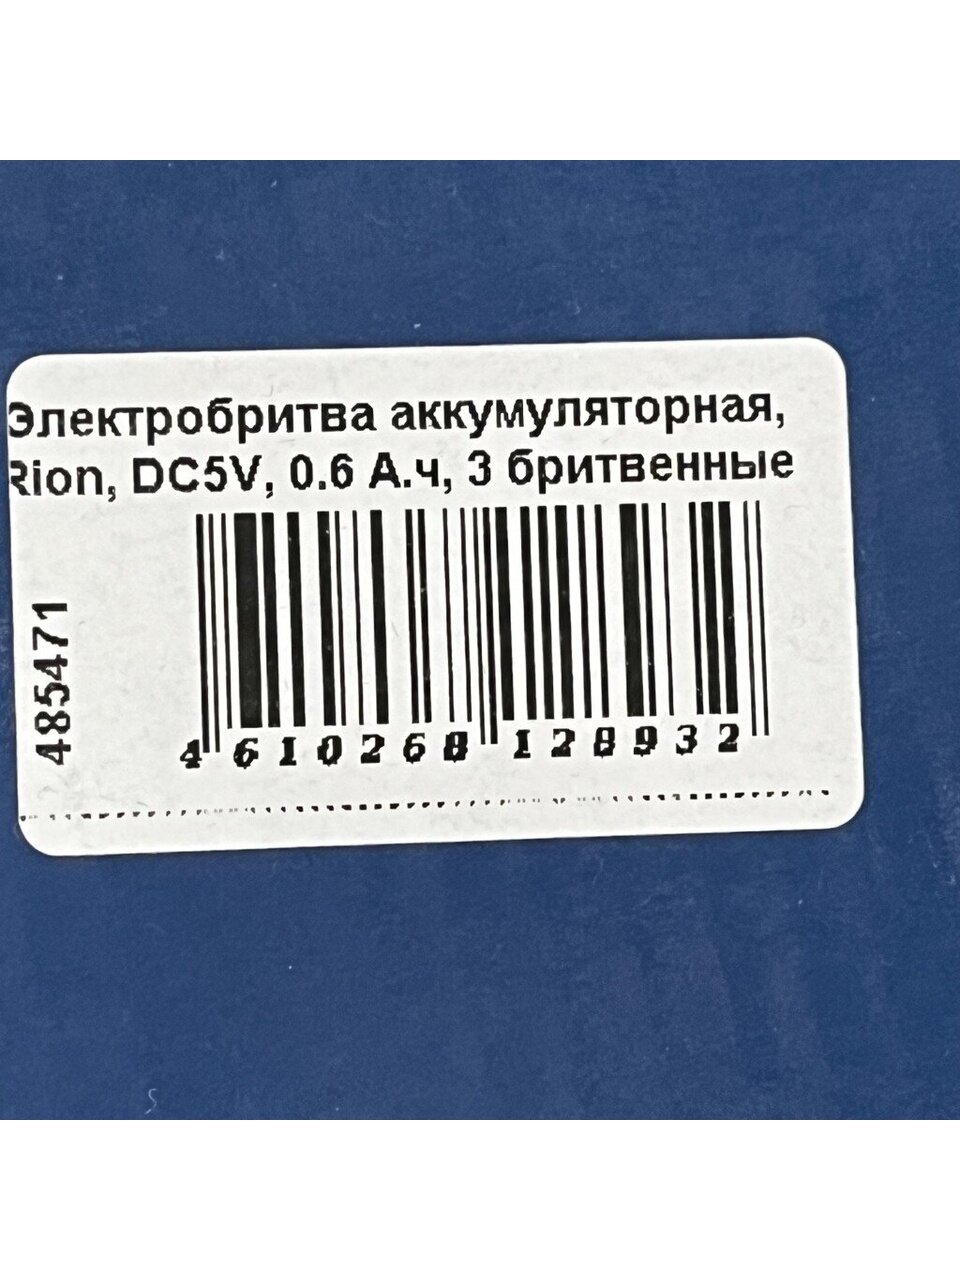 Электробритва аккумуляторная,
Rion, DC5V, 0.6 А.ч, 3 бритвенные
485471
4 610268 128932